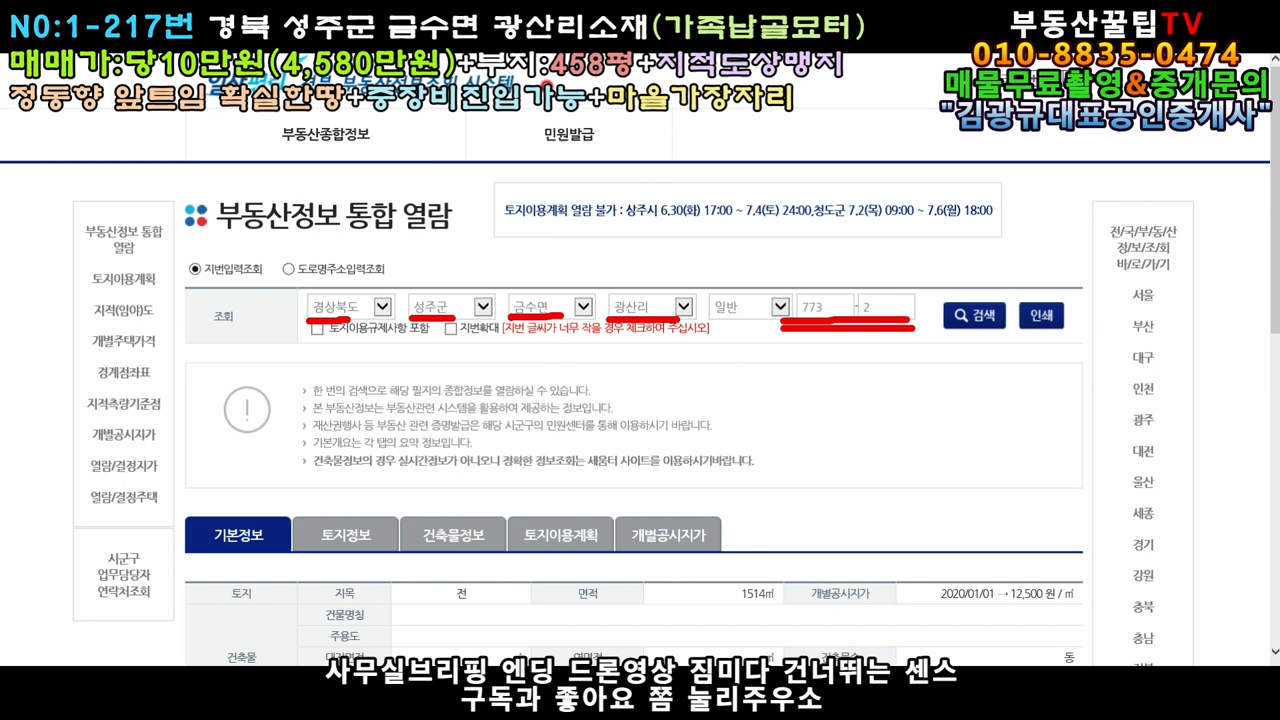 NO:1-217번 경북 성주군 금수면 광산리소재(가족납골묘터)
매매가:당10만원(4,580만원)+부지:458평+지적도상맹지
정동향 앞트임 확실한땅+중장비진입가능+마을가장자리
부동산꿀팁TV
010-8835-0474
매물무료촬영&중개문의
"김광규대표공인중개사"
부동산종합정보
민원발급
부동산정보 통합 열람
토지이용계획 열람 불가 : 상주시 6.30(화) 17:00 ~ 7.4(토) 24:00,청도군 7.2(목) 09:00 ~ 7.6(월) 18:00
지번입력조회
도로명주소입력조회
조회
경상북도
성주군
금수면
광산리
일반
773
-
2
검색
인쇄
토지이용규제사항 포함
지번확대 [지번 글씨가 너무 작을 경우 체크하여 주십시오]
› 한 번의 검색으로 해당 필지의 종합정보를 열람하실 수 있습니다.
› 본 부동산정보는 부동산관련 시스템을 활용하여 제공하는 정보입니다.
› 재산권행사 등 부동산 관련 증명발급은 해당 시군구의 민원센터를 통해 이용하시기 바랍니다.
› 기본개요는 각 탭의 요약 정보입니다.
› 건축물정보의 경우 실시간정보가 아니오니 정확한 정보조회는 세움터 사이트를 이용하시기바랍니다.
기본정보
토지정보
건축물정보
토지이용계획
개별공시지가
토지
지목
전
면적
1514㎡
개별공시지가
2020/01/01 → 12,500 원 / ㎡
건물명칭
주용도
건축물
동
부동산정보 통합
열람
토지이용계획
지적(임야)도
개별주택가격
경계점좌표
지적측량기준점
개별공시지가
열람/결정지가
열람/결정주택
시군구
업무담당자
연락처조회
전/국/부/동/산
정/보/조/회
바/로/가/기
서울
부산
대구
인천
광주
대전
울산
세종
경기
강원
충북
충남
사무실브리핑 엔딩 드론영상 짐미다 건너뛰는 센스
구독과 좋아요 쫌 눌리주우소